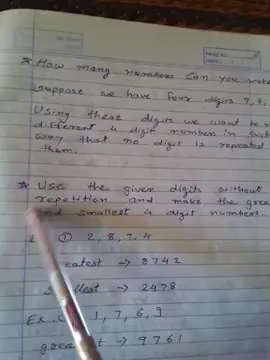 * How many numbers can you make
suppose we have four digits 7, 8,
Using these digits we want to
different 4 digit numbers in such
way that no digit is repeated
them.
* Use the given digits without
repetition and make the
and smallest 4 digit numbers.
① 2, 8, 7, 4
greatest → 8742
smallest → 2478
Ex. 1, 7, 6, 9
greatest → 9761